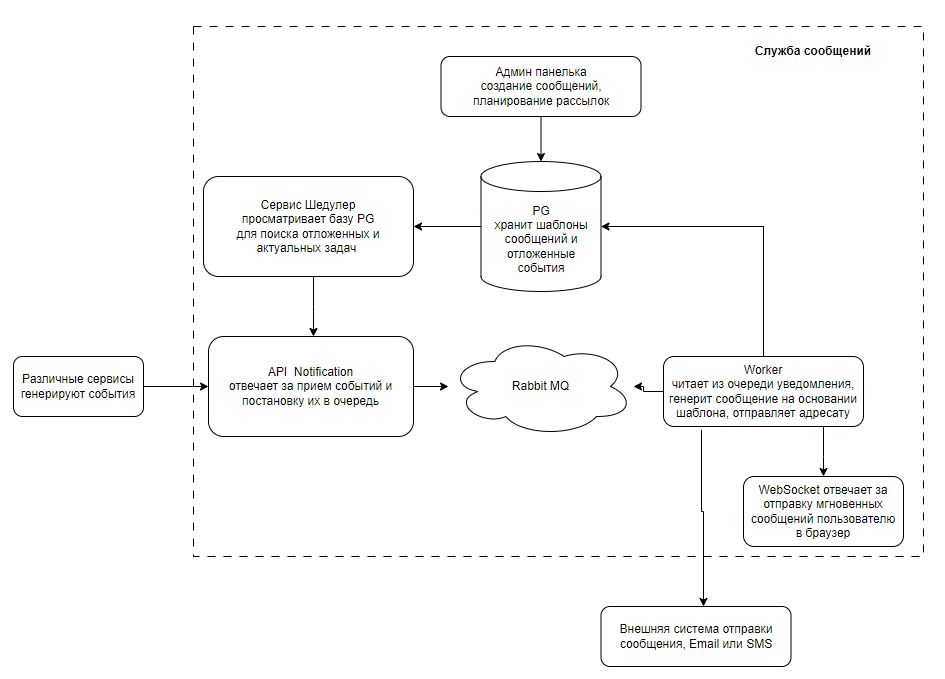 Служба сообщений
Админ панелька
создание сообщений,
планирование рассылок
Сервис Шедулер
просматривает базу PG
для поиска отложенных и
актуальных задач
PG
хранит шаблоны
сообщений и
отложенные
события
Различные сервисы
генерируют события
API Notification
отвечает за прием событий и
постановку их в очередь
Rabbit MQ
Worker
читает из очереди уведомления,
генерит сообщение на основании
шаблона, отправляет адресату
WebSocket отвечает за
отправку мгновенных
сообщений пользователю
в браузер
Внешняя система отправки
сообщения, Email или SMS